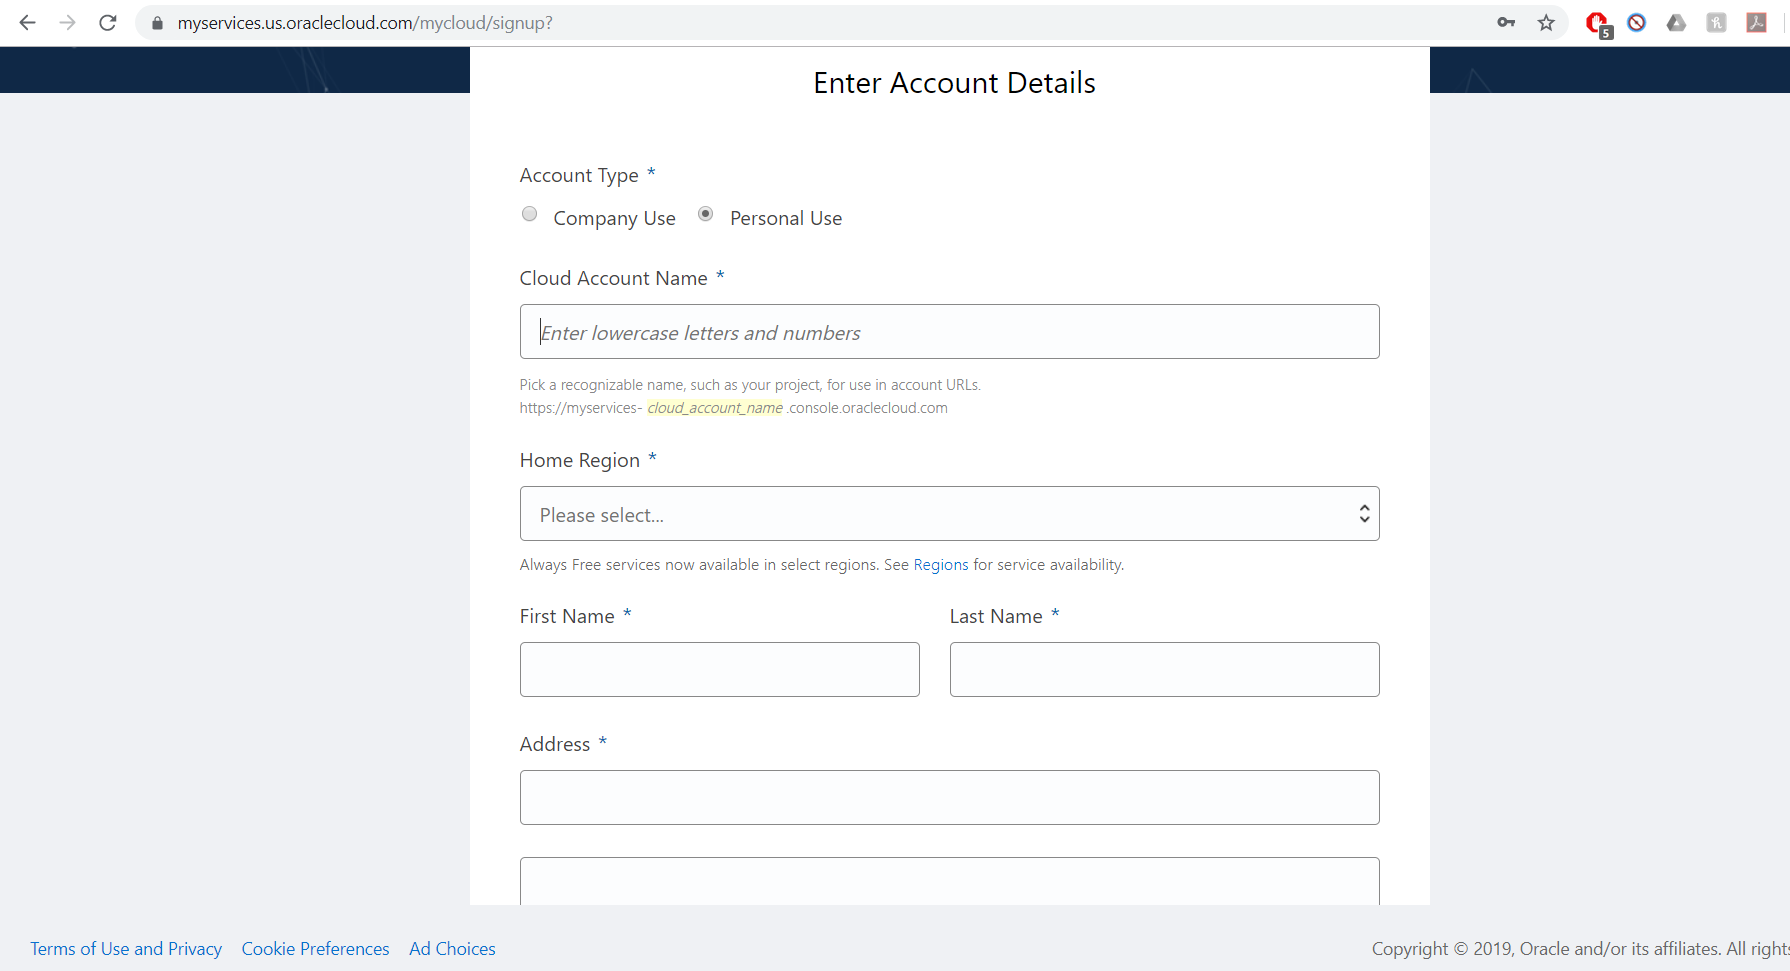 myservices.us.oraclecloud.com/mycloud/signup?
5
Enter Account Details
Account Type *
Company Use Personal Use
Cloud Account Name *
Enter lowercase letters and numbers
Pick a recognizable name, such as your project, for use in account URLs.
https://myservices- cloud_account_name .console.oraclecloud.com
Home Region *
Please select...
Always Free services now available in select regions. See Regions for service availability.
First Name * Last Name *
Address *
Terms of Use and Privacy Cookie Preferences Ad Choices Copyright © 2019, Oracle and/or its affiliates. All rights